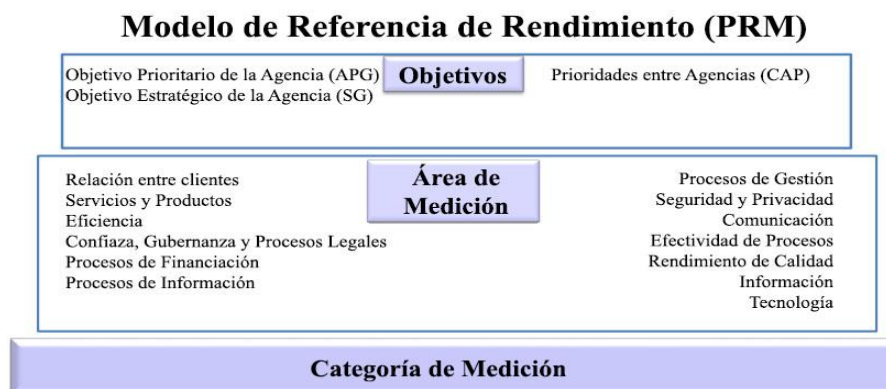 Modelo de Referencia de Rendimiento (PRM)
Objetivo Prioritario de la Agencia (APG)
Objetivo Estratégico de la Agencia (SG)
Objetivos
Prioridades entre Agencias (CAP)
Relación entre clientes
Servicios y Productos
Eficiencia
Confiaza, Gubernanza y Procesos Legales
Procesos de Financiación
Procesos de Información
Área de
Medición
Procesos de Gestión
Seguridad y Privacidad
Comunicación
Efectividad de Procesos
Rendimiento de Calidad
Información
Tecnología
Categoría de Medición